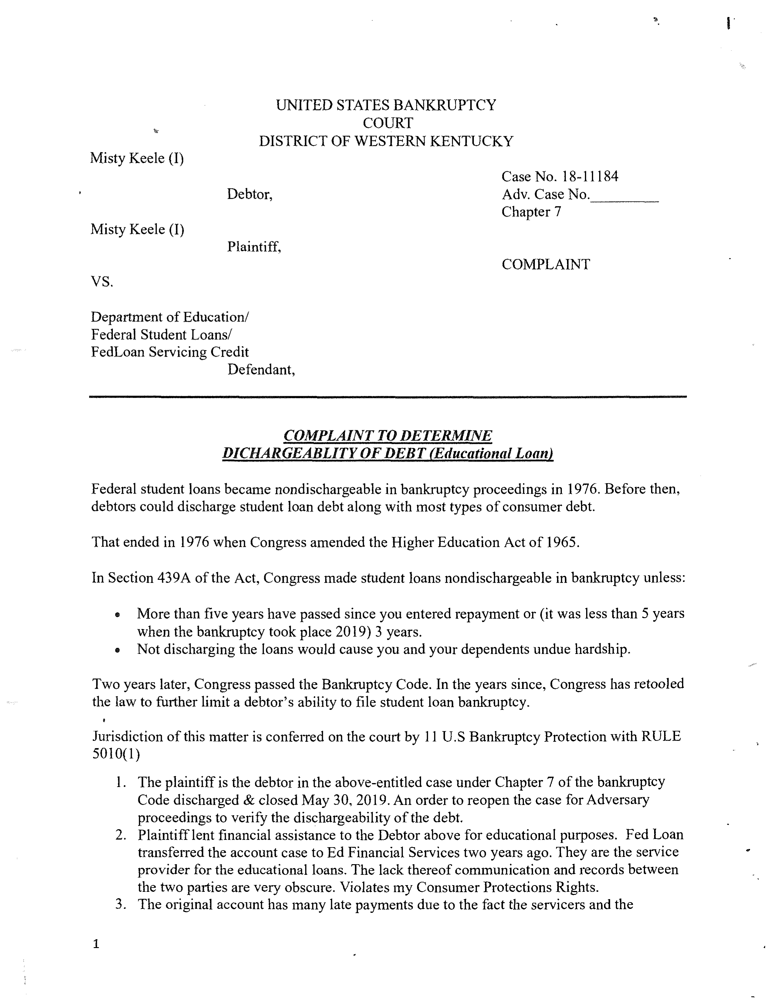 UNITED STATES BANKRUPTCY
COURT
DISTRICT OF WESTERN KENTUCKY
Misty Keele (I)
Case No. 18-11184
Debtor,
Adv. Case No.__________
Chapter 7
Misty Keele (I)
Plaintiff,
COMPLAINT
VS.
Department of Education/
Federal Student Loans/
FedLoan Servicing Credit
Defendant,
COMPLAINT TO DETERMINE
DICHARGEABLITY OF DEBT (Educational Loan)
Federal student loans became nondischargeable in bankruptcy proceedings in 1976. Before then,
debtors could discharge student loan debt along with most types of consumer debt.
That ended in 1976 when Congress amended the Higher Education Act of 1965.
In Section 439A of the Act, Congress made student loans nondischargeable in bankruptcy unless:
• More than five years have passed since you entered repayment or (it was less than 5 years
when the bankruptcy took place 2019) 3 years.
• Not discharging the loans would cause you and your dependents undue hardship.
Two years later, Congress passed the Bankruptcy Code. In the years since, Congress has retooled
the law to further limit a debtor's ability to file student loan bankruptcy.
Jurisdiction of this matter is conferred on the court by 11 U.S Bankruptcy Protection with RULE
5010(1)
1. The plaintiff is the debtor in the above-entitled case under Chapter 7 of the bankruptcy
Code discharged & closed May 30, 2019. An order to reopen the case for Adversary
proceedings to verify the dischargeability of the debt.
2. Plaintiff lent financial assistance to the Debtor above for educational purposes. Fed Loan
transferred the account case to Ed Financial Services two years ago. They are the service
provider for the educational loans. The lack thereof communication and records between
the two parties are very obscure. Violates my Consumer Protections Rights.
3. The original account has many late payments due to the fact the servicers and the
1